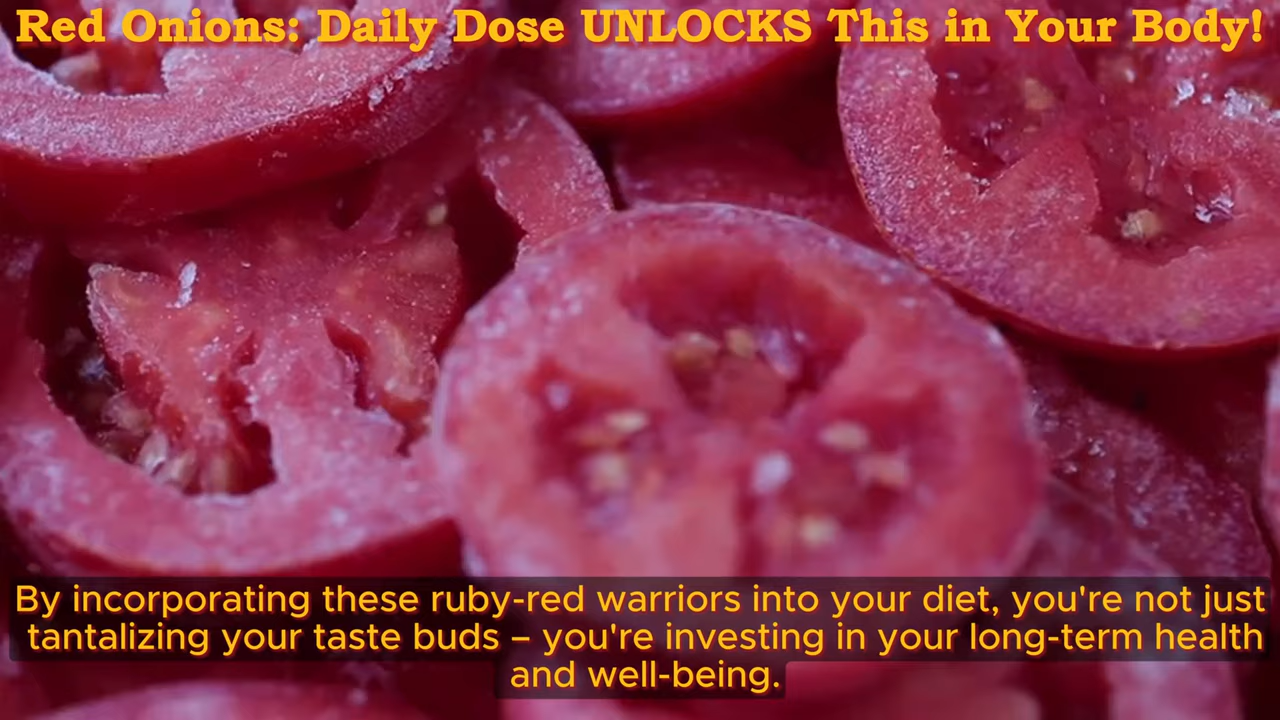 Red Onions: Daily Dose UNLOCKS This in Your Body!
By incorporating these ruby-red warriors into your diet, you're not just
tantalizing your taste buds – you're investing in your long-term health
and well-being.